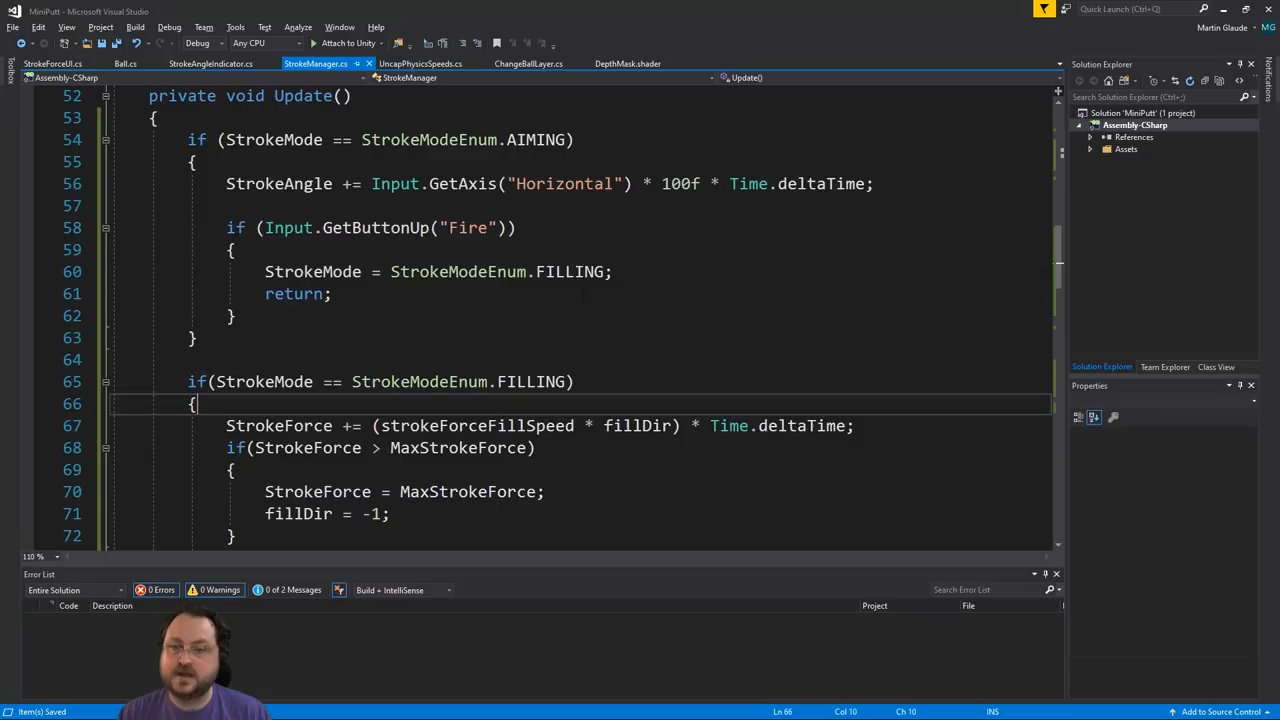 MiniPutt - Microsoft Visual Studio
Quick Launch (Ctrl+Q)
File Edit View Project Build Debug Team Tools Test Analyze Window Help
Martin Glaude MG
Debug Any CPU Attach to Unity
Toolbox
StrokeForceUI.cs Ball.cs StrokeAngleIndicator.cs StrokeManager.cs UncapPhysicsSpeeds.cs ChangeBallLayer.cs DepthMask.shader
Assembly-CSharp StrokeManager Update()
52 private void Update()
53 {
54 if (StrokeMode == StrokeModeEnum.AIMING)
55 {
56 StrokeAngle += Input.GetAxis("Horizontal") * 100f * Time.deltaTime;
57
58 if (Input.GetButtonUp("Fire"))
59 {
60 StrokeMode = StrokeModeEnum.FILLING;
61 return;
62 }
63 }
64
65 if(StrokeMode == StrokeModeEnum.FILLING)
66 {
67 StrokeForce += (StrokeForceFillSpeed * fillDir) * Time.deltaTime;
68 if(StrokeForce > MaxStrokeForce)
69 {
70 StrokeForce = MaxStrokeForce;
71 fillDir = -1;
72 }
110 %
Solution Explorer
Search Solution Explorer (Ctrl+;)
Solution 'MiniPutt' (1 project)
Assembly-CSharp
References
Assets
Solution Explorer Team Explorer Class View
Properties
Notifications
Error List
Entire Solution 0 Errors 0 Warnings 0 of 2 Messages Build + IntelliSense Search Error List
Code Description Project File
Item(s) Saved Ln 66 Col 10 Ch 10 INS Add to Source Control